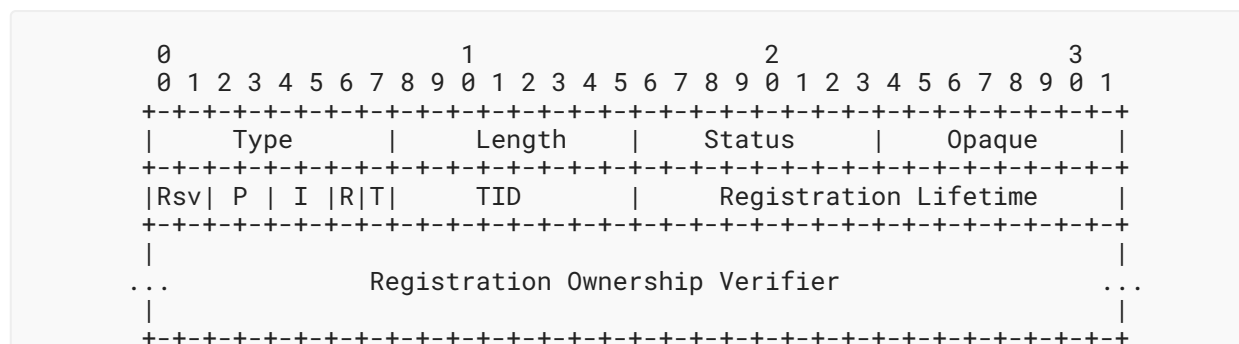 0                   1                   2                   3
 0 1 2 3 4 5 6 7 8 9 0 1 2 3 4 5 6 7 8 9 0 1 2 3 4 5 6 7 8 9 0 1
+-+-+-+-+-+-+-+-+-+-+-+-+-+-+-+-+-+-+-+-+-+-+-+-+-+-+-+-+-+-+-+-+
|     Type      |     Length    |    Status     |    Opaque     |
+-+-+-+-+-+-+-+-+-+-+-+-+-+-+-+-+-+-+-+-+-+-+-+-+-+-+-+-+-+-+-+-+
|Rsv| P | I |R|T|     TID       |     Registration Lifetime     |
+-+-+-+-+-+-+-+-+-+-+-+-+-+-+-+-+-+-+-+-+-+-+-+-+-+-+-+-+-+-+-+-+
|                                                               |
...             Registration Ownership Verifier                 ...
|                                                               |
+-+-+-+-+-+-+-+-+-+-+-+-+-+-+-+-+-+-+-+-+-+-+-+-+-+-+-+-+-+-+-+-+